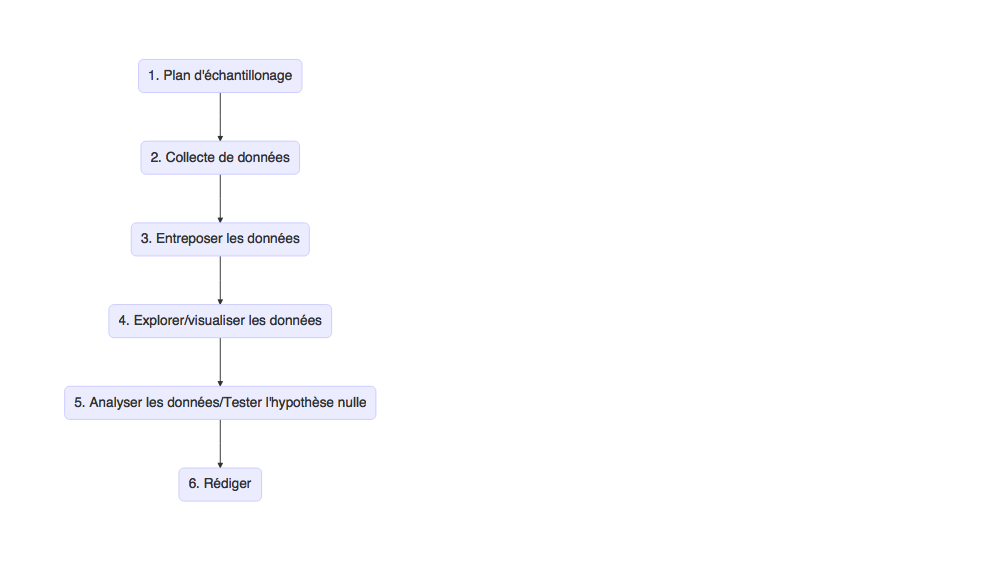 1. Plan d'échantillonage
2. Collecte de données
3. Entreposer les données
4. Explorer/visualiser les données
5. Analyser les données/Tester l'hypothèse nulle
6. Rédiger